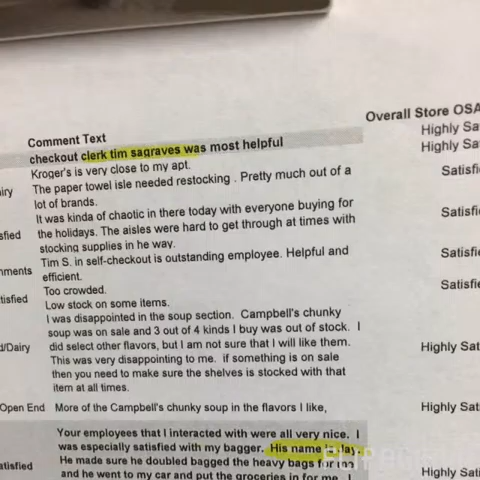 Comment Text
Overall Store OSA
checkout clerk tim sagraves was most helpful
Highly Sa
Kroger's is very close to my apt.
Highly Sa
The paper towel isle needed restocking . Pretty much out of a
Satisfi
lot of brands.
It was kinda of chaotic in there today with everyone buying for
Satisf
sfied
the holidays. The aisles were hard to get through at times with
stocking supplies in he way.
Tim S. in self-checkout is outstanding employee. Helpful and
Satisf
mments
efficient.
tisfied
Too crowded.
Satisf
Low stock on some items.
I was disappointed in the soup section. Campbell's chunky
soup was on sale and 3 out of 4 kinds I buy was out of stock. I
d/Dairy
did select other flavors, but I am not sure that I will like them.
Highly Sat
This was very disappointing to me. if something is on sale
then you need to make sure the shelves is stocked with that
item at all times.
Open End
More of the Campbell's chunky soup in the flavors I like,
Highly Sat
Your employees that I interacted with were all very nice. I
was especially satisfied with my bagger. His name is Jay.
atisfied
He made sure he doubled bagged the heavy bags for me
Highly Sati
and he went to my car and put the groceries in for me.